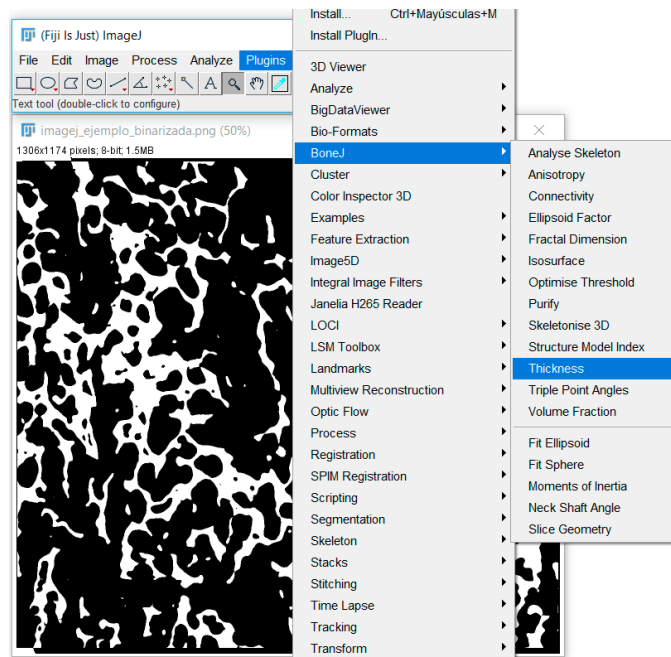 (Fiji Is Just) ImageJ
File Edit Image Process Analyze Plugins
A
Text tool (double-click to configure)
imagej_ejemplo_binarizada.png (50%)
1306x1174 pixels; 8-bit; 1.5MB
Install... Ctrl+Mayúsculas+M
Install PlugIn...
3D Viewer
Analyze
BigDataViewer
Bio-Formats
BoneJ
Cluster
Color Inspector 3D
Examples
Feature Extraction
Image5D
Integral Image Filters
Janelia H265 Reader
LOCI
LSM Toolbox
Landmarks
Multiview Reconstruction
Optic Flow
Process
Registration
SPIM Registration
Scripting
Segmentation
Skeleton
Stacks
Stitching
Time Lapse
Tracking
Transform
Analyse Skeleton
Anisotropy
Connectivity
Ellipsoid Factor
Fractal Dimension
Isosurface
Optimise Threshold
Purify
Skeletonise 3D
Structure Model Index
Thickness
Triple Point Angles
Volume Fraction
Fit Ellipsoid
Fit Sphere
Moments of Inertia
Neck Shaft Angle
Slice Geometry